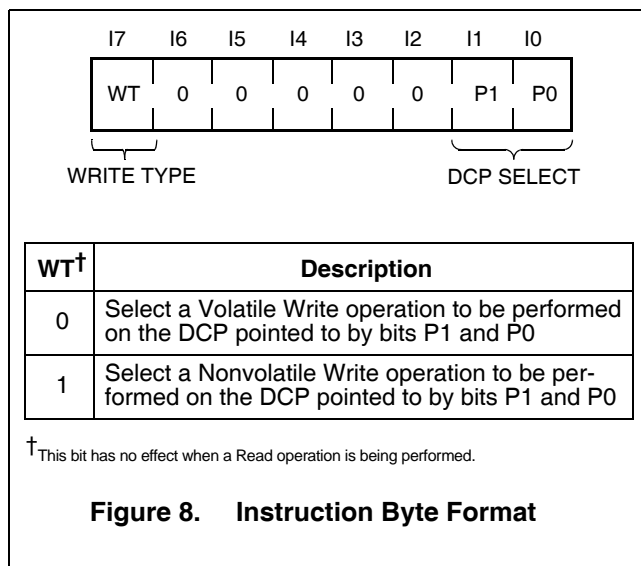 I7 I6 I5 I4 I3 I2 I1 I0
WT 0 0 0 0 0 P1 P0
WRITE TYPE DCP SELECT
WT† Description
0 Select a Volatile Write operation to be performed
on the DCP pointed to by bits P1 and P0
1 Select a Nonvolatile Write operation to be per-
formed on the DCP pointed to by bits P1 and P0
†This bit has no effect when a Read operation is being performed.
Figure 8. Instruction Byte Format